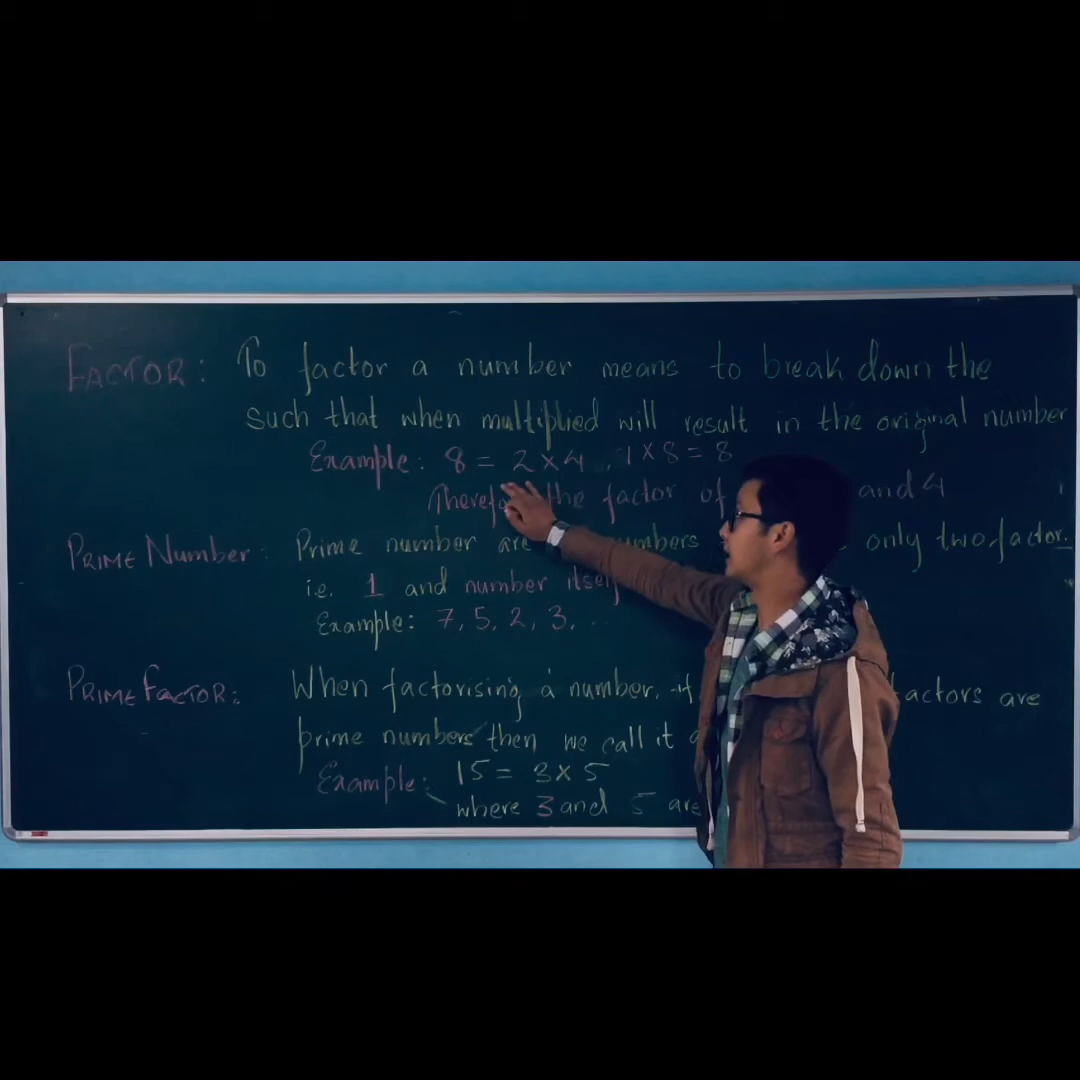 FACTOR: To factor a number means to break down the
such that when multiplied will result in the original number
Example: 8 = 2 × 4, 1 × 8 = 8
the factor of and 4
PRIME NUMBER: Prime number are numbers only two factor.
i.e. 1 and number itself
Example: 7, 5, 2, 3, ...
PRIME FACTOR: When factorising a number, if factors are
prime numbers then we call it
Example: 15 = 3 × 5
where 3 and 5 are